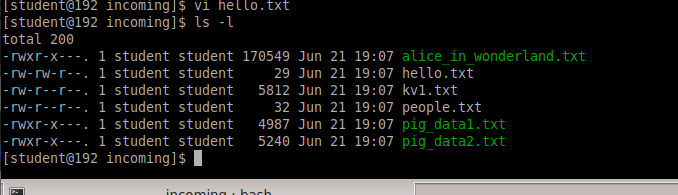 [student@192 incoming]$ vi hello.txt
[student@192 incoming]$ ls -l
total 200
-rwxr-x---. 1 student student 170549 Jun 21 19:07 alice_in_wonderland.txt
-rw-rw-r--. 1 student student     29 Jun 21 19:07 hello.txt
-rw-r--r--. 1 student student   5812 Jun 21 19:07 kv1.txt
-rw-r--r--. 1 student student     32 Jun 21 19:07 people.txt
-rwxr-x---. 1 student student   4987 Jun 21 19:07 pig_data1.txt
-rwxr-x---. 1 student student   5240 Jun 21 19:07 pig_data2.txt
[student@192 incoming]$
incoming : bash